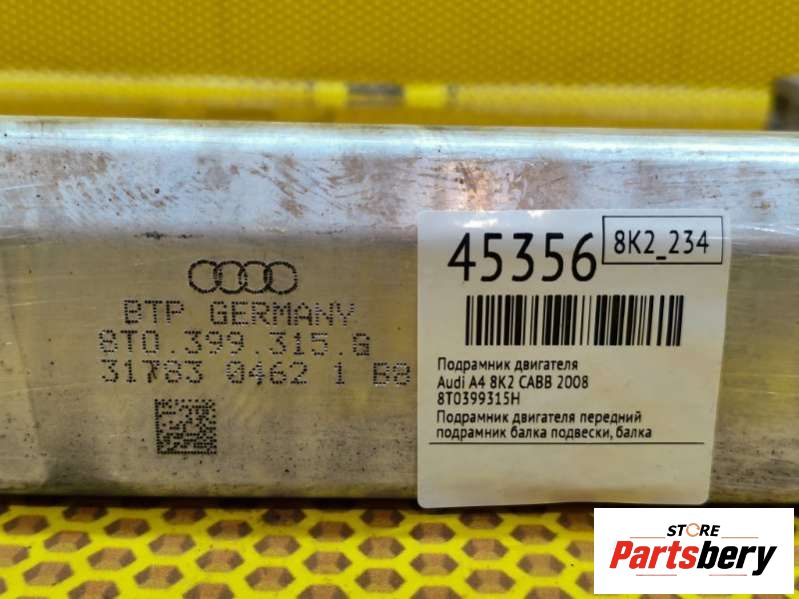 BTP GERMANY
8T0.399.315.G
31783 0462 1 B8
45356
8K2_234
Подрамник двигателя
Audi A4 8K2 CABB 2008
8T0399315H
Подрамник двигателя передний
подрамник балка подвески, балка
STORE
Partsbery